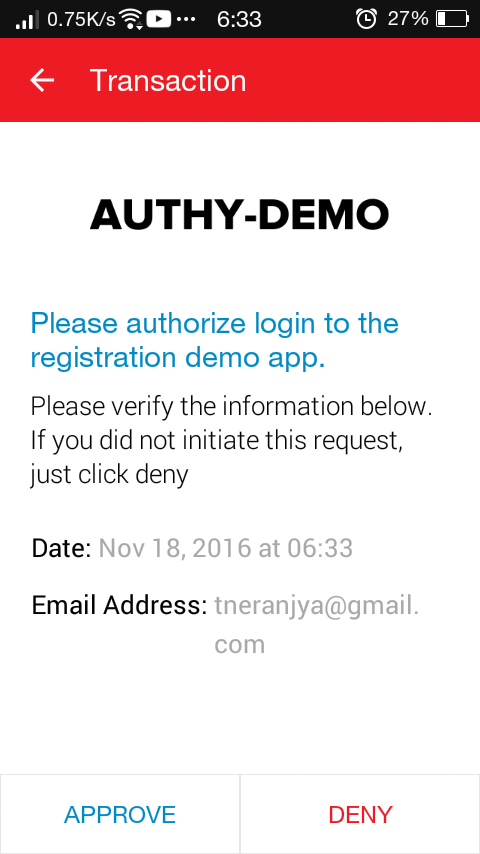 0.75K/s ••• 6:33 27%
Transaction
AUTHY-DEMO
Please authorize login to the
registration demo app.
Please verify the information below.
If you did not initiate this request,
just click deny
Date: Nov 18, 2016 at 06:33
Email Address: tneranjya@gmail.
com
APPROVE DENY